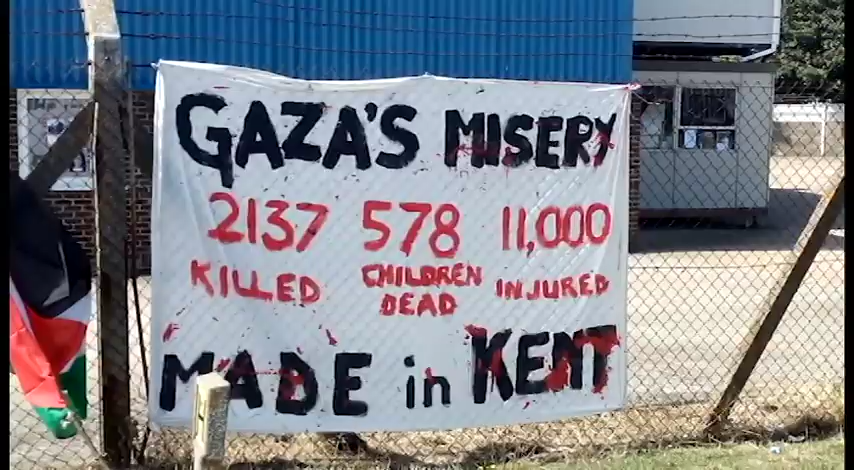 GAZA'S MISERY
2137 578 11,000
KILLED CHILDREN DEAD INJURED
MADE in KENT